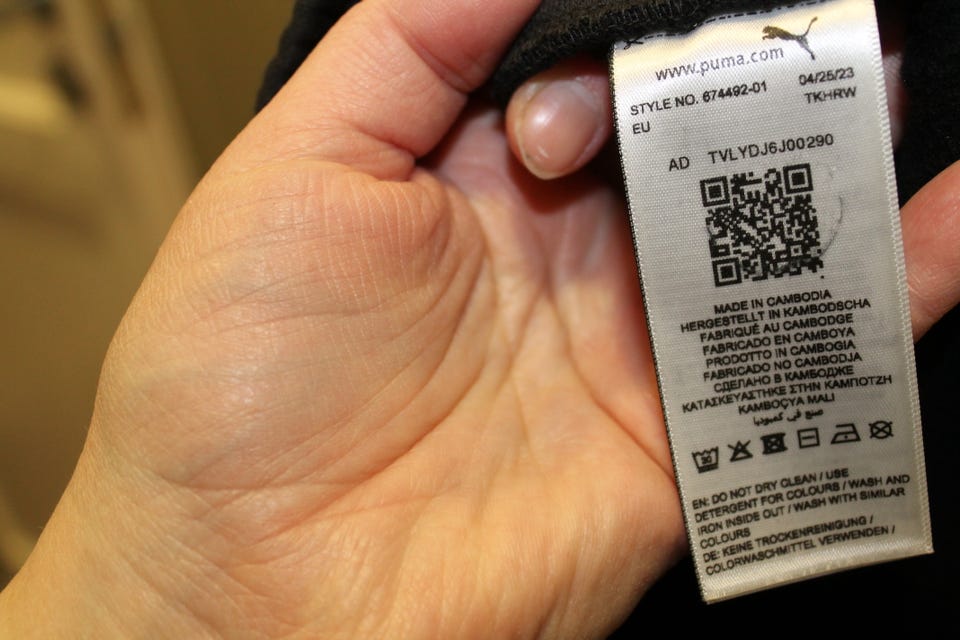 www.puma.com
STYLE NO. 674492-01 04/25/23
EU TKHRW
AD TVLYDJ6J00290
MADE IN CAMBODIA
HERGESTELLT IN KAMBODSCHA
FABRIQUÉ AU CAMBODGE
FABRICADO EN CAMBOYA
PRODOTTO IN CAMBOGIA
FABRICADO NO CAMBODJA
СДЕЛАНО В КАМБОДЖЕ
ΚΑΤΑΣΚΕΥΑΣΤΗΚΕ ΣΤΗΝ ΚΑΜΠΟΤΖΗ
KAMBOÇYA MALI
صنع في كمبوديا
30
EN: DO NOT DRY CLEAN / USE
DETERGENT FOR COLOURS / WASH AND
IRON INSIDE OUT / WASH WITH SIMILAR
COLOURS
DE: KEINE TROCKENREINIGUNG /
COLORWASCHMITTEL VERWENDEN /